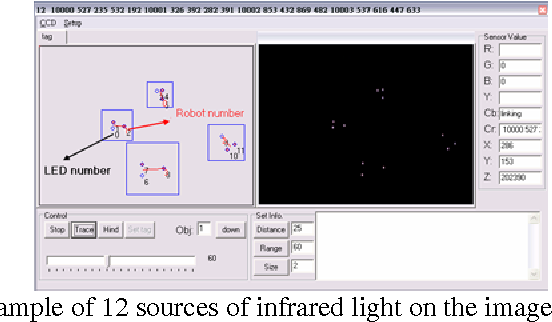 12 10000 527 235 532 192 10001 326 392 282 391 10002 853 432 869 482 10003 537 616 447 633
CCD Setup
tag
Sensor Value
R:
G: 0
B: 0
Y:
Cb: linking
Cr: 10000 527
X: 286
Y: 153
Z: 202390
4
Robot number
0 2
11
10
LED number
6 8
Control
Stop Trace Hind Set tag Obj: 1 down
60
Set Info.
Distance 25
Range 60
Size 2
ample of 12 sources of infrared light on the image